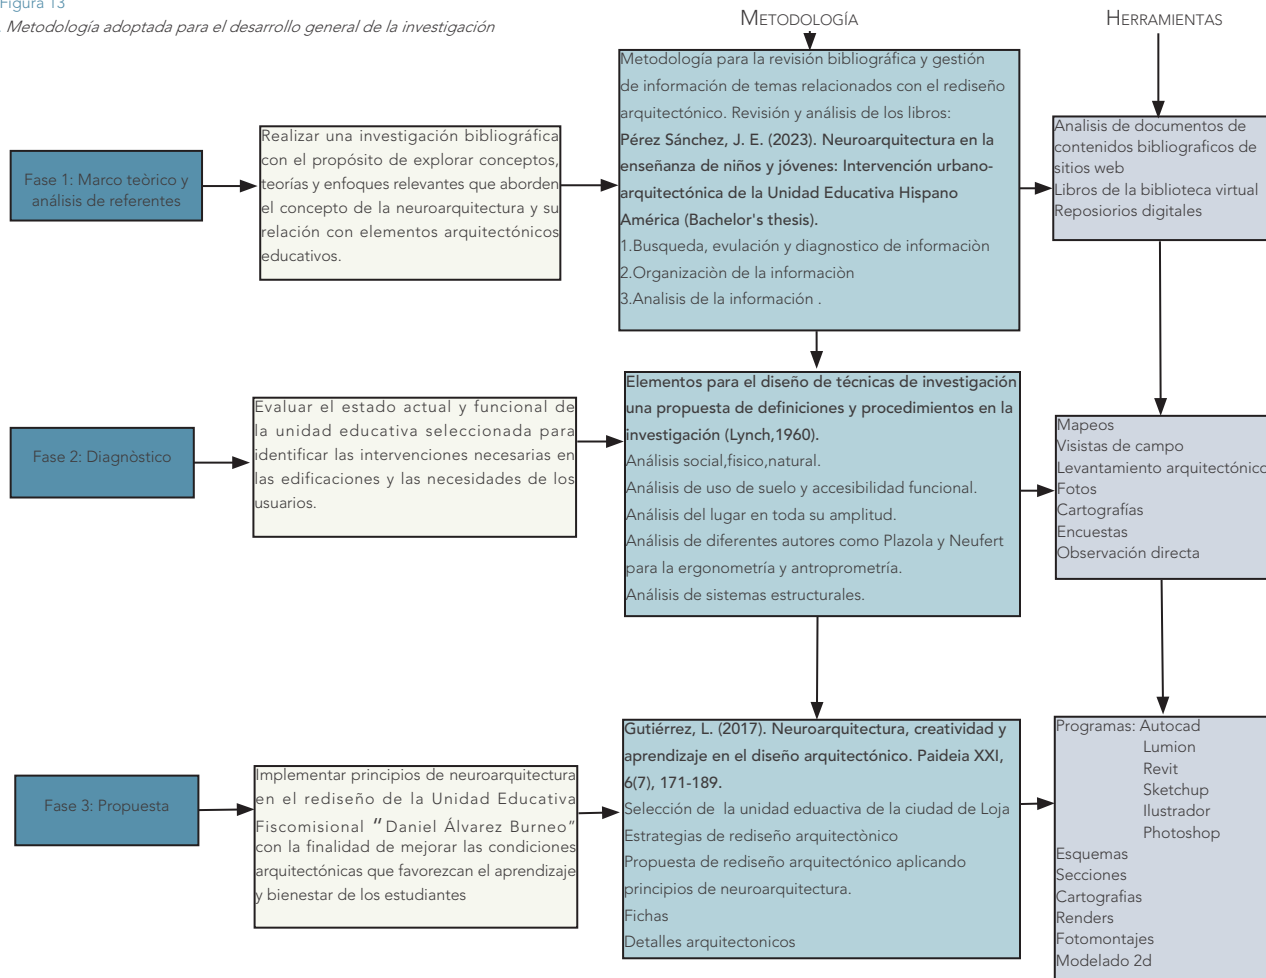 Figura 13
. Metodología adoptada para el desarrollo general de la investigación
METODOLOGÍA
HERRAMIENTAS
Fase 1: Marco teòrico y
análisis de referentes
Realizar una investigación bibliográfica
con el propósito de explorar conceptos,
teorías y enfoques relevantes que aborden
el concepto de la neuroarquitectura y su
relación con elementos arquitectónicos
educativos.
Metodología para la revisión bibliográfica y gestión
de información de temas relacionados con el rediseño
arquitectónico. Revisión y análisis de los libros:
Pérez Sánchez, J. E. (2023). Neuroarquitectura en la
enseñanza de niños y jóvenes: Intervención urbano-
arquitectónica de la Unidad Educativa Hispano
América (Bachelor's thesis).
1.Busqueda, evulación y diagnostico de informaciòn
2.Organizaciòn de la informaciòn
3.Analisis de la información .
Analisis de documentos de
contenidos bibliograficos de
sitios web
Libros de la biblioteca virtual
Reposiorios digitales
Fase 2: Diagnòstico
Evaluar el estado actual y funcional de
la unidad educativa seleccionada para
identificar las intervenciones necesarias en
las edificaciones y las necesidades de los
usuarios.
Elementos para el diseño de técnicas de investigación
una propuesta de definiciones y procedimientos en la
investigación (Lynch,1960).
Análisis social,fisico,natural.
Análisis de uso de suelo y accesibilidad funcional.
Análisis del lugar en toda su amplitud.
Análisis de diferentes autores como Plazola y Neufert
para la ergonometría y antroprometría.
Análisis de sistemas estructurales.
Mapeos
Visistas de campo
Levantamiento arquitectónico
Fotos
Cartografías
Encuestas
Observación directa
Fase 3: Propuesta
Implementar principios de neuroarquitectura
en el rediseño de la Unidad Educativa
Fiscomisional “Daniel Álvarez Burneo”
con la finalidad de mejorar las condiciones
arquitectónicas que favorezcan el aprendizaje
y bienestar de los estudiantes
Gutiérrez, L. (2017). Neuroarquitectura, creatividad y
aprendizaje en el diseño arquitectónico. Paideia XXI,
6(7), 171-189.
Selección de la unidad eduactiva de la ciudad de Loja
Estrategias de rediseño arquitectònico
Propuesta de rediseño arquitectónico aplicando
principios de neuroarquitectura.
Fichas
Detalles arquitectonicos
Programas: Autocad
Lumion
Revit
Sketchup
Ilustrador
Photoshop
Esquemas
Secciones
Cartografias
Renders
Fotomontajes
Modelado 2d